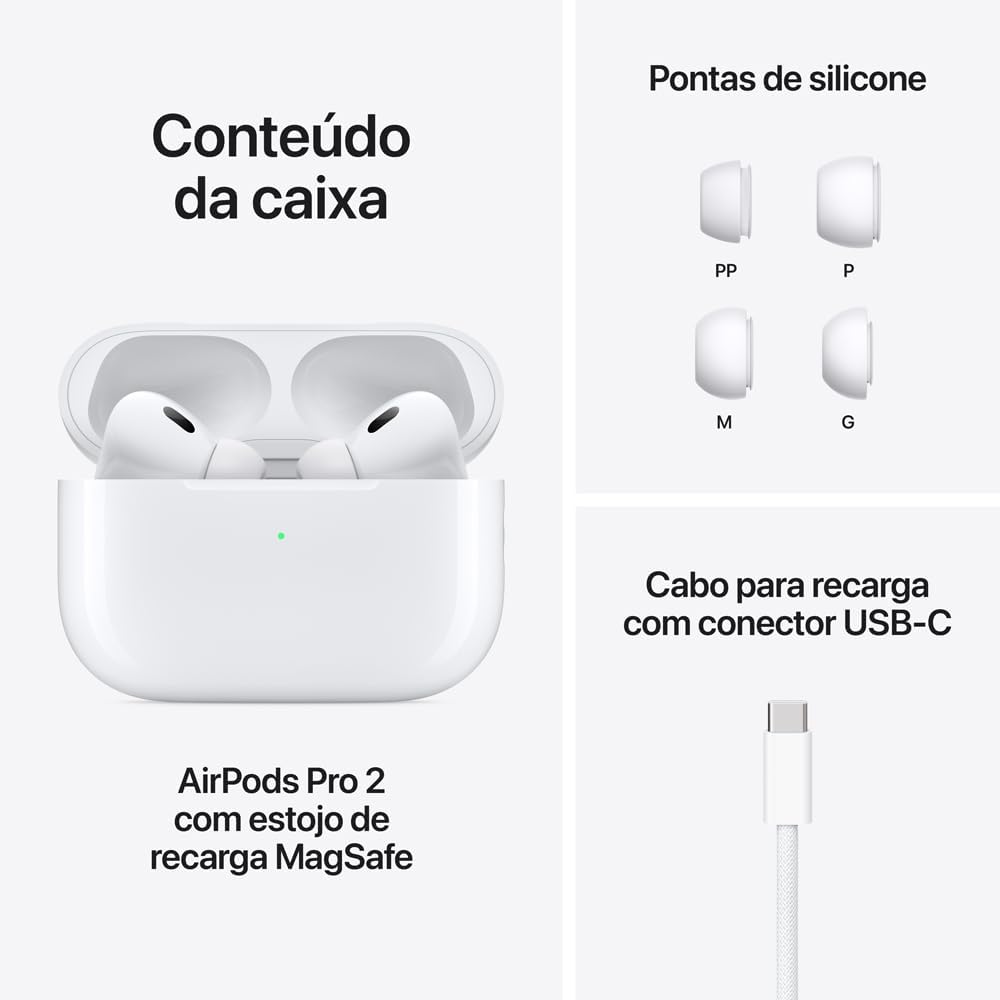 Conteúdo
da caixa
AirPods Pro 2
com estojo de
recarga MagSafe
Pontas de silicone
PP
P
M
G
Cabo para recarga
com conector USB-C